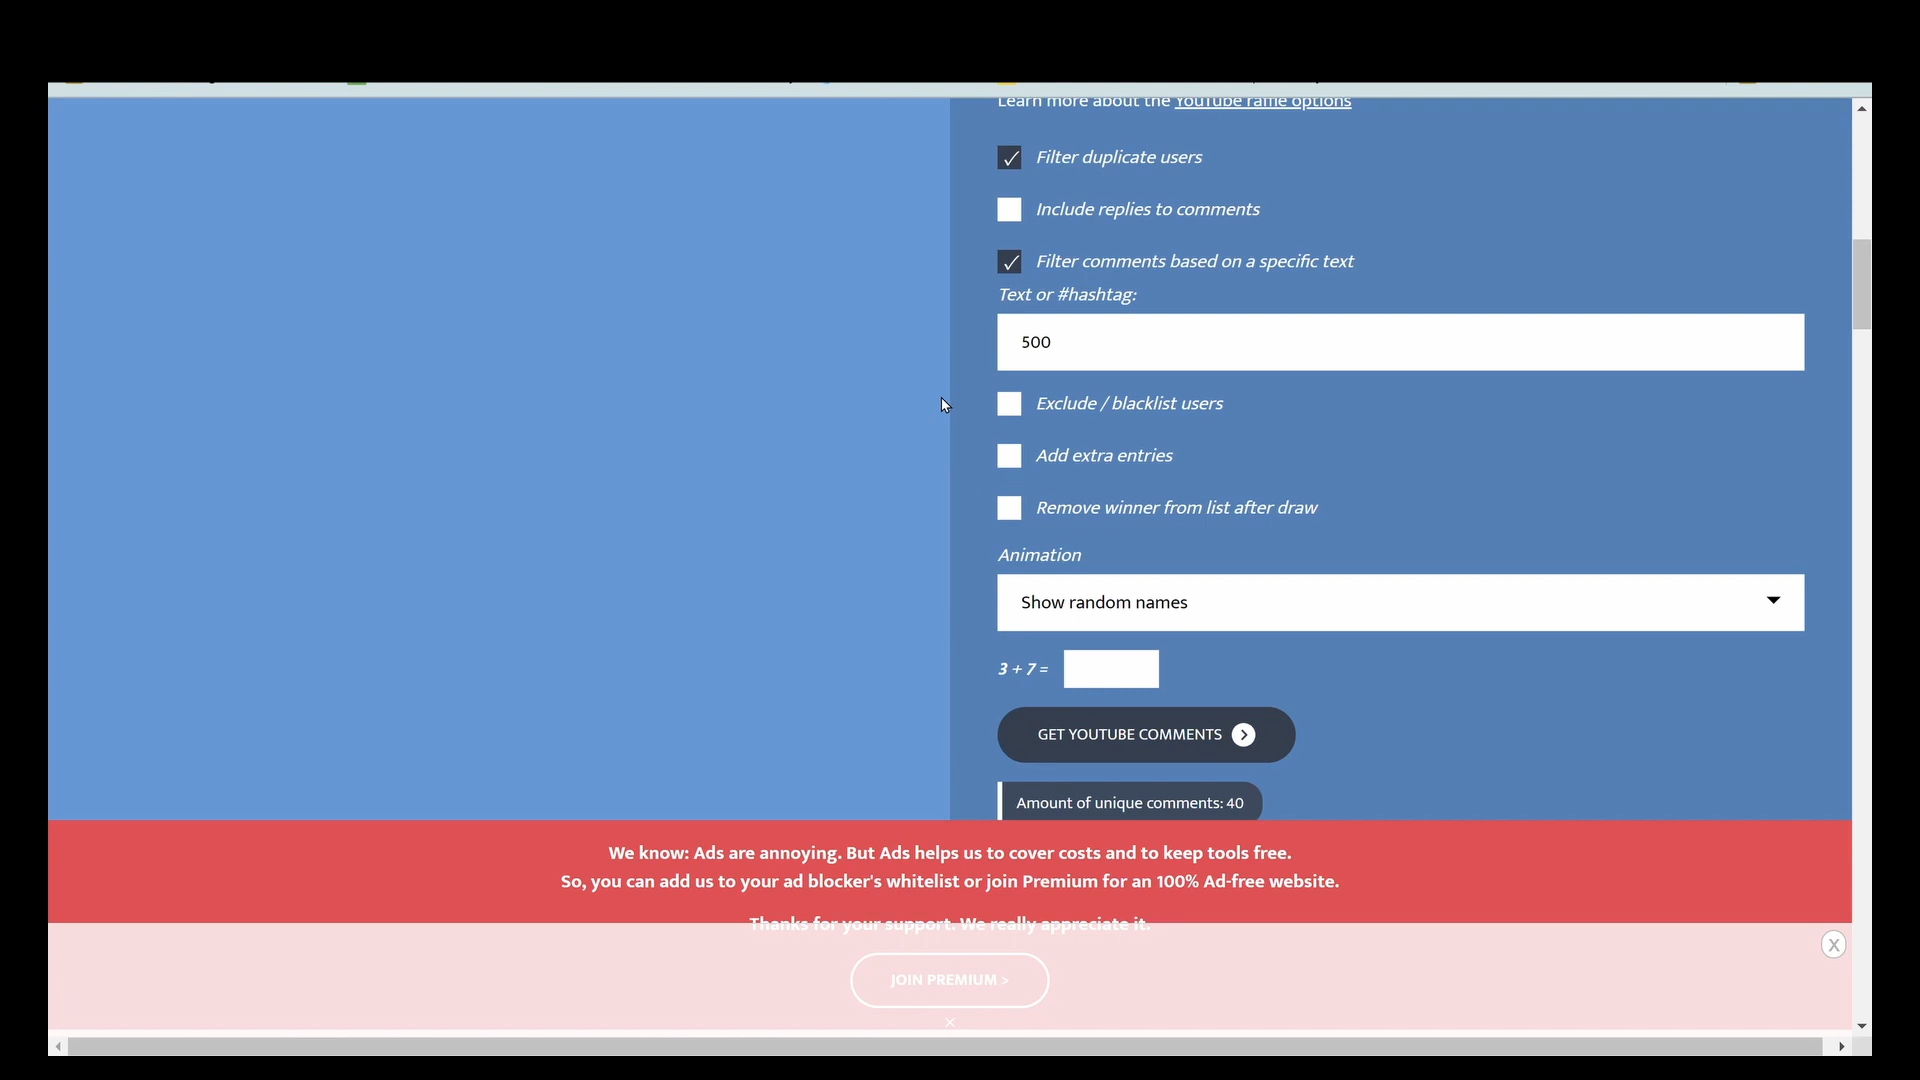 Learn more about the YouTube raffle options
✓ Filter duplicate users
Include replies to comments
✓ Filter comments based on a specific text
Text or #hashtag:
500
Exclude / blacklist users
Add extra entries
Remove winner from list after draw
Animation
Show random names
3 + 7 =
GET YOUTUBE COMMENTS
Amount of unique comments: 40
We know: Ads are annoying. But Ads helps us to cover costs and to keep tools free.
So, you can add us to your ad blocker's whitelist or join Premium for an 100% Ad-free website.
Thanks for your support. We really appreciate it.
X
JOIN PREMIUM >
×